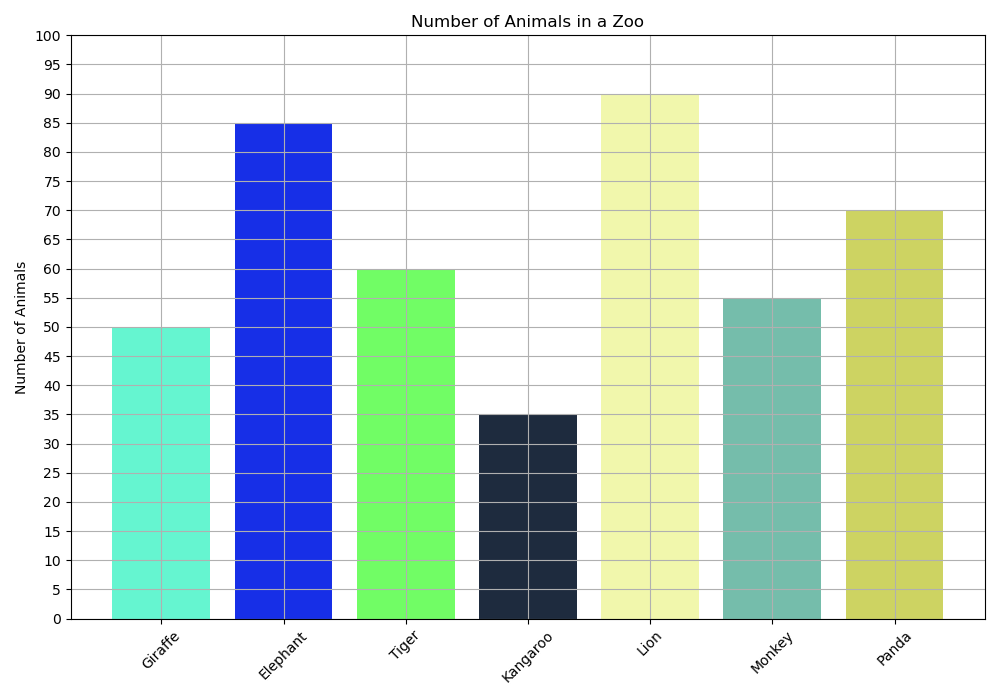 Number of Animals in a Zoo
Number of Animals
100
95
90
85
80
75
70
65
60
55
50
45
40
35
30
25
20
15
10
5
0
Giraffe
Elephant
Tiger
Kangaroo
Lion
Monkey
Panda